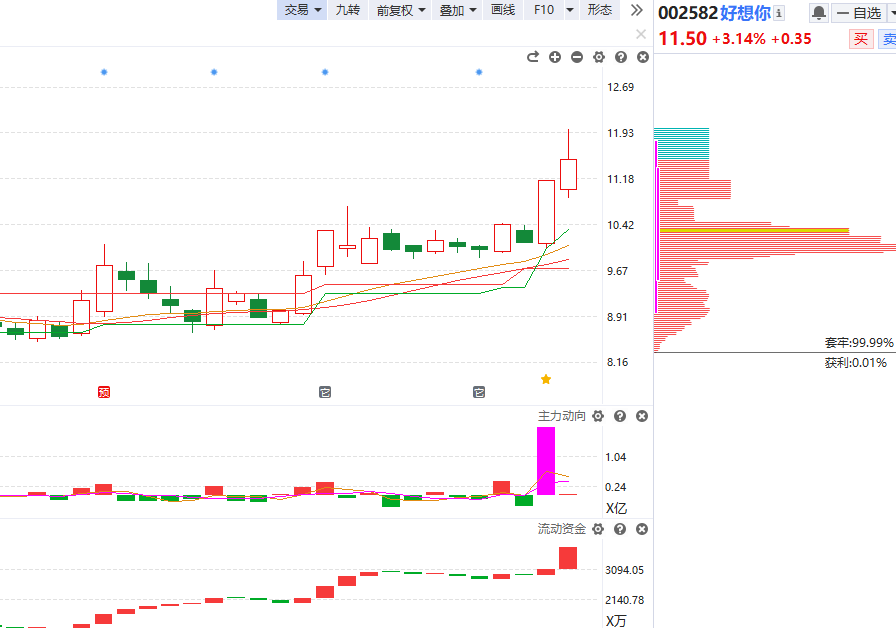 交易 九转 前复权 叠加 画线 F10 形态
002582 好想你 自选
11.50 +3.14% +0.35 买 卖
12.69
11.93
11.18
10.42
9.67
8.91
8.16
套牢:99.99%
获利:0.01%
预
主力动向
1.04
0.24
X亿
流动资金
3094.05
2140.78
X万